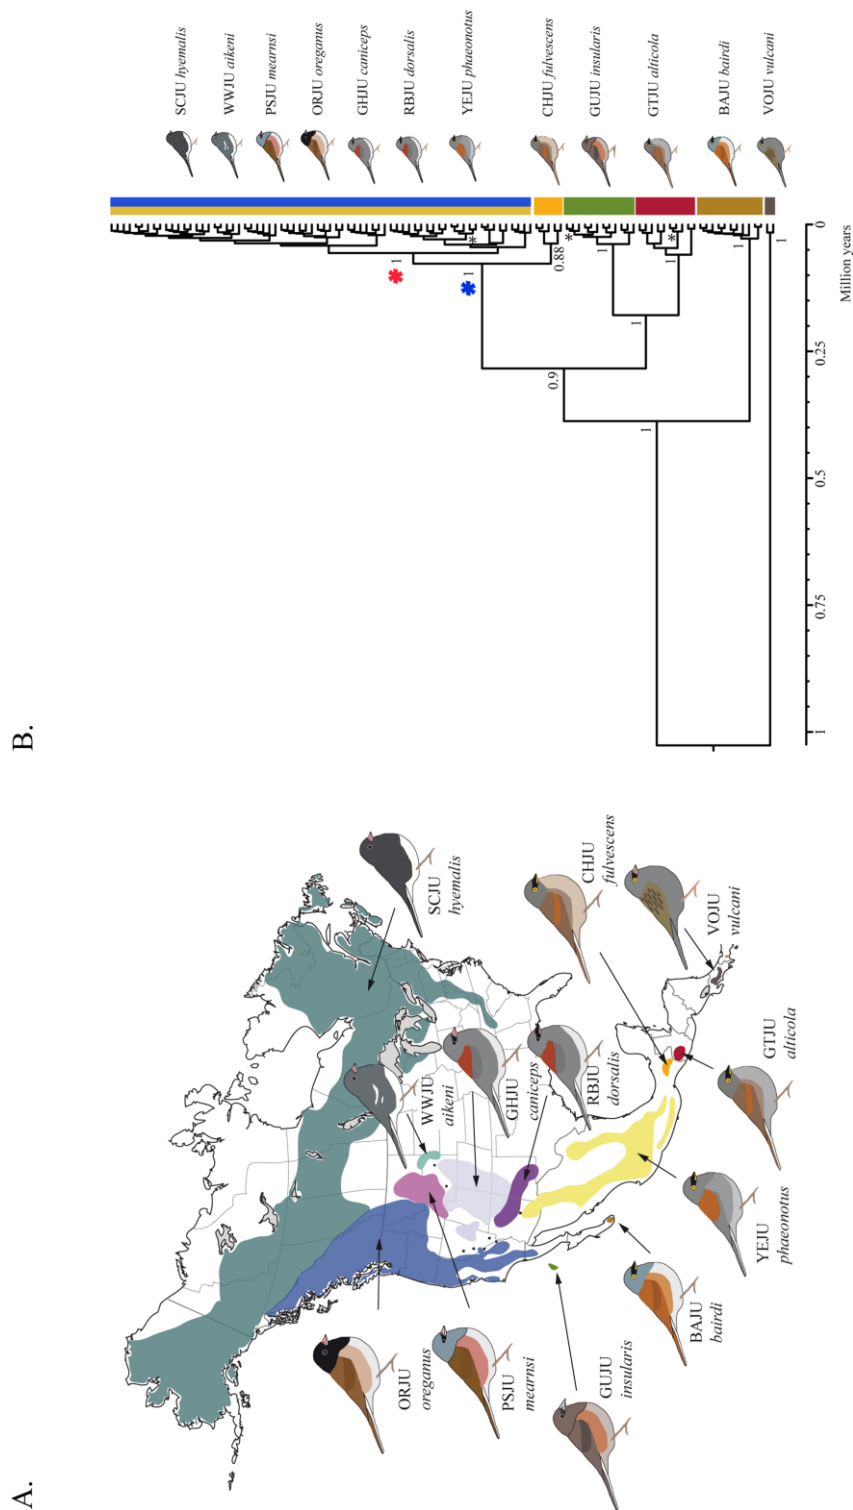 A.
SCJU
hyemalis
WWJU
aikeni
GHJU
caniceps
RBJU
dorsalis
ORJU
oreganus
PSJU
mearnsi
GUJU
insularis
BAJU
bairdi
YEJU
phaeonotus
GTJU
alticola
CHJU
fulvescens
VOJU
vulcani
B.
SCJU hyemalis
WWJU aikeni
PSJU mearnsi
ORJU oreganus
GHJU caniceps
RBJU dorsalis
YEJU phaeonotus
CHJU fulvescens
GUJU insularis
GTJU alticola
BAJU bairdi
VOJU vulcani
*
1
*
1
*
0.88
*
1
*
1
1
1
1
0.9
1
1
0.75
0.5
0.25
0
Million years